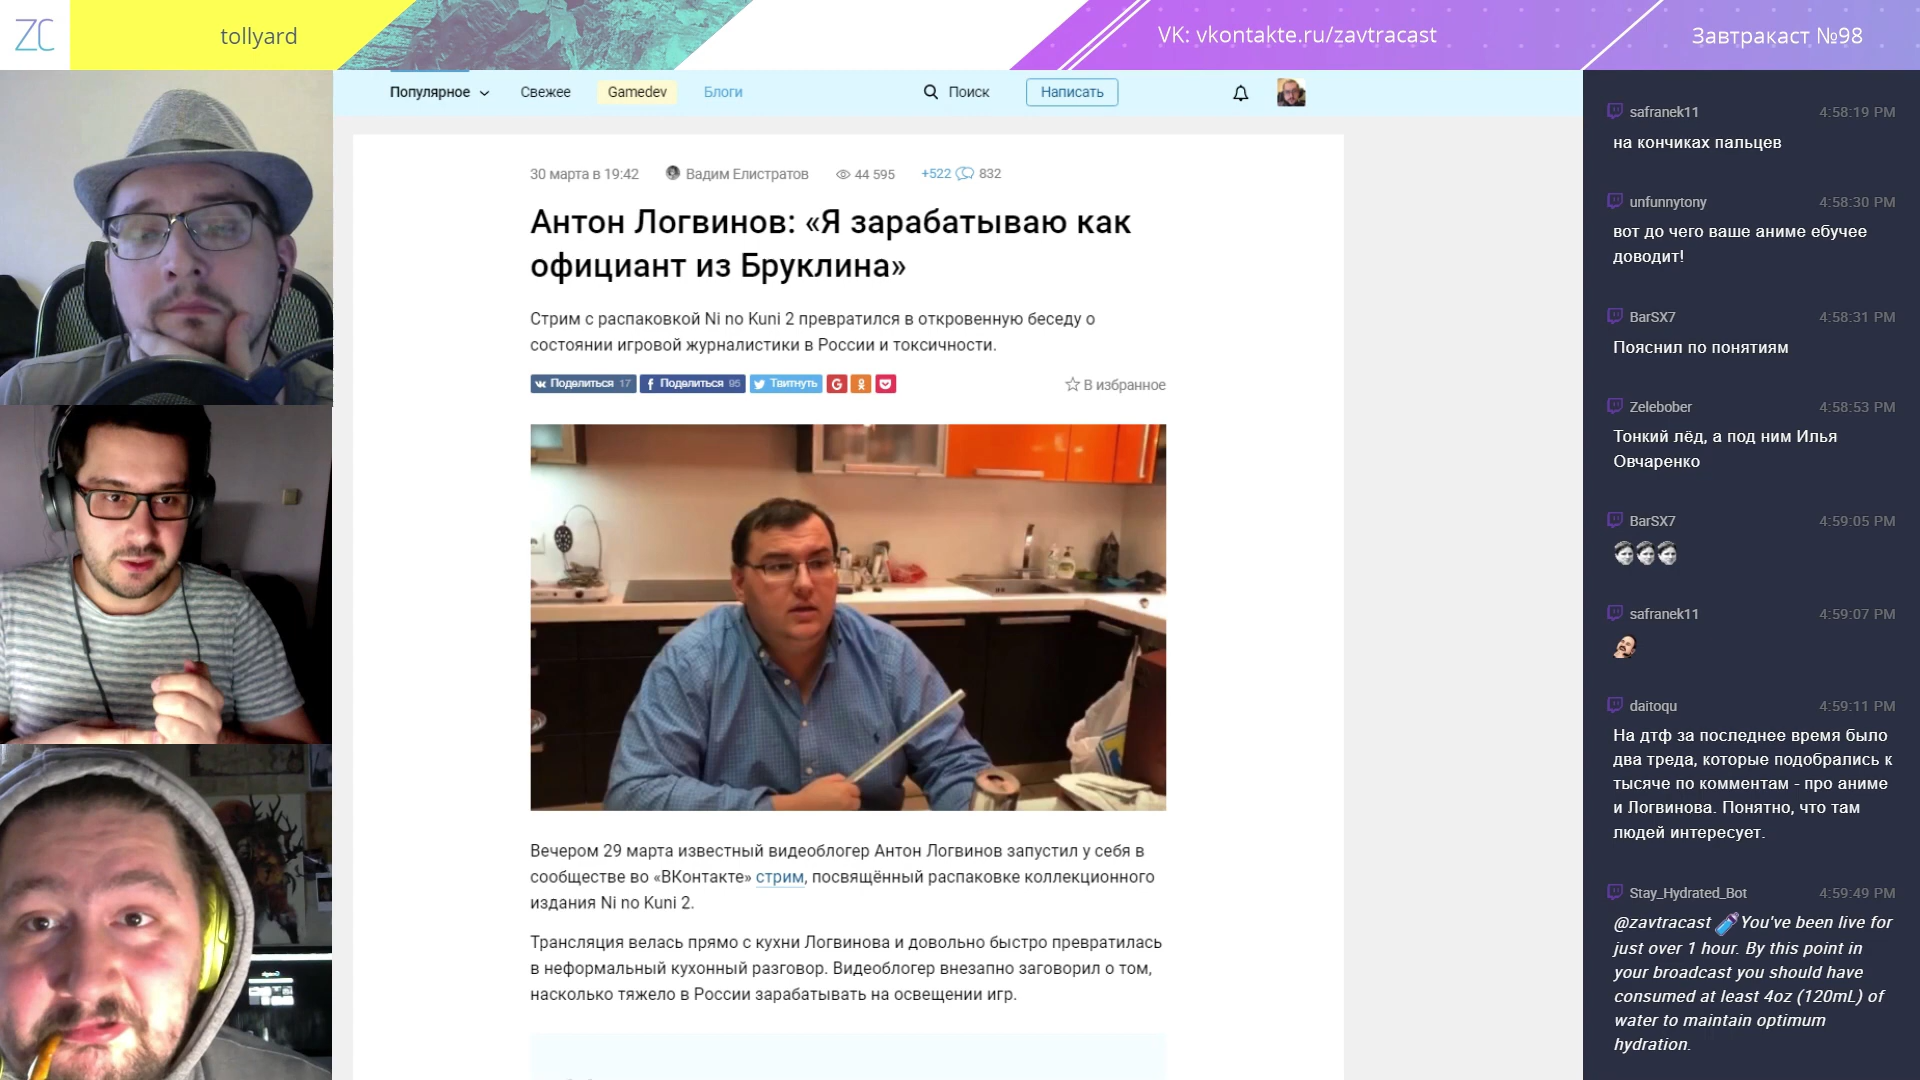 ZC
tollyard
VK: vkontakte.ru/zavtracast
Завтракаст №98
Популярное
Свежее
Gamedev
Блоги
Поиск
Написать
30 марта в 19:42
Вадим Елистратов
44 595
+522
832
Антон Логвинов: «Я зарабатываю как
официант из Бруклина»
Стрим с распаковкой Ni no Kuni 2 превратился в откровенную беседу о
состоянии игровой журналистики в России и токсичности.
Поделиться 17
Поделиться 95
Твитнуть
В избранное
Вечером 29 марта известный видеоблогер Антон Логвинов запустил у себя в
сообществе во «ВКонтакте» стрим, посвящённый распаковке коллекционного
издания Ni no Kuni 2.
Трансляция велась прямо с кухни Логвинова и довольно быстро превратилась
в неформальный кухонный разговор. Видеоблогер внезапно заговорил о том,
насколько тяжело в России зарабатывать на освещении игр.
safranek11 4:58:19 PM
на кончиках пальцев
unfunnytony 4:58:30 PM
вот до чего ваше аниме ебучее
доводит!
BarSX7 4:58:31 PM
Пояснил по понятиям
Zelebober 4:58:53 PM
Тонкий лёд, а под ним Илья
Овчаренко
BarSX7 4:59:05 PM
safranek11 4:59:07 PM
daitoqu 4:59:11 PM
На дтф за последнее время было
два треда, которые подобрались к
тысяче по комментам - про аниме
и Логвинова. Понятно, что там
людей интересует.
Stay_Hydrated_Bot 4:59:49 PM
@zavtracast You've been live for
just over 1 hour. By this point in
your broadcast you should have
consumed at least 4oz (120mL) of
water to maintain optimum
hydration.